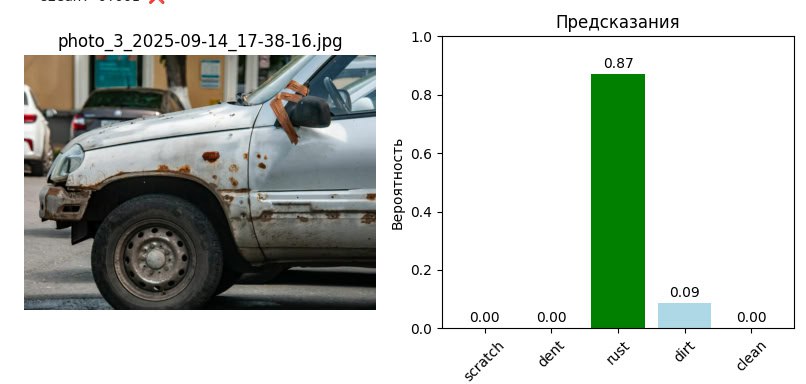 photo_3_2025-09-14_17-38-16.jpg
Предсказания
Вероятность
1.0
0.8
0.6
0.4
0.2
0.0
0.00
0.00
0.87
0.09
0.00
scratch
dent
rust
dirt
clean